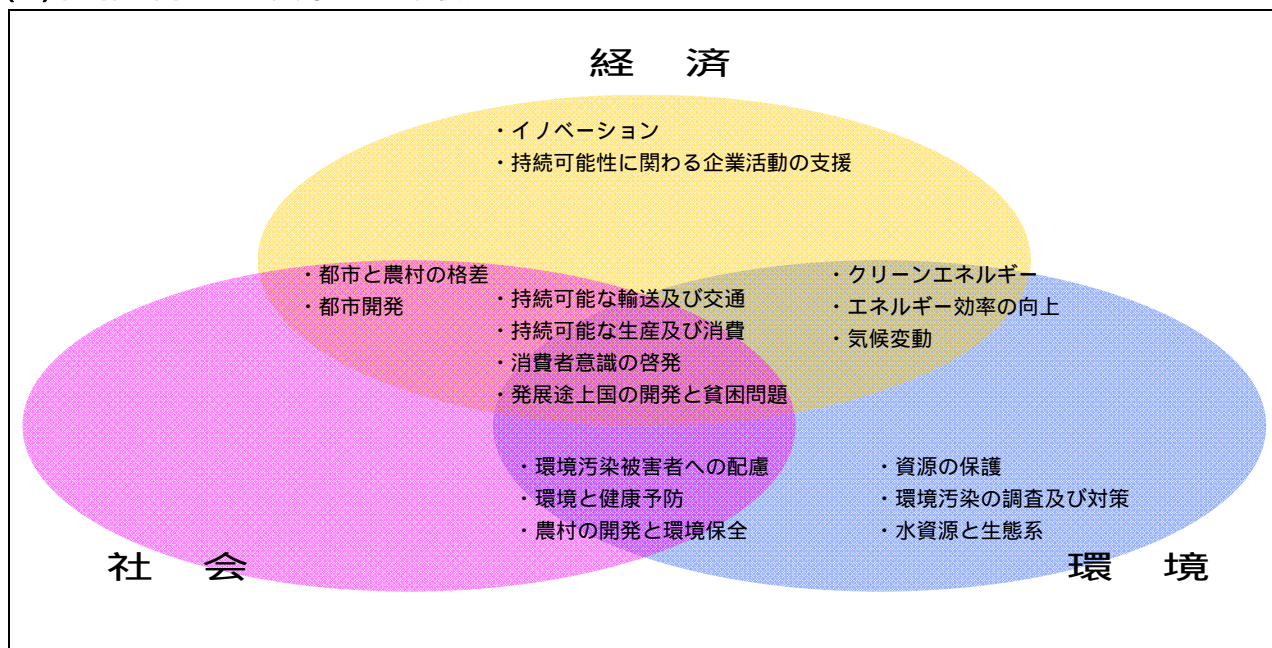 経 済
・イノベーション
・持続可能性に関わる企業活動の支援
・都市と農村の格差
・都市開発
・持続可能な輸送及び交通
・持続可能な生産及び消費
・消費者意識の啓発
・発展途上国の開発と貧困問題
・クリーンエネルギー
・エネルギー効率の向上
・気候変動
・環境汚染被害者への配慮
・環境と健康予防
・農村の開発と環境保全
・資源の保護
・環境汚染の調査及び対策
・水資源と生態系
社 会
環 境